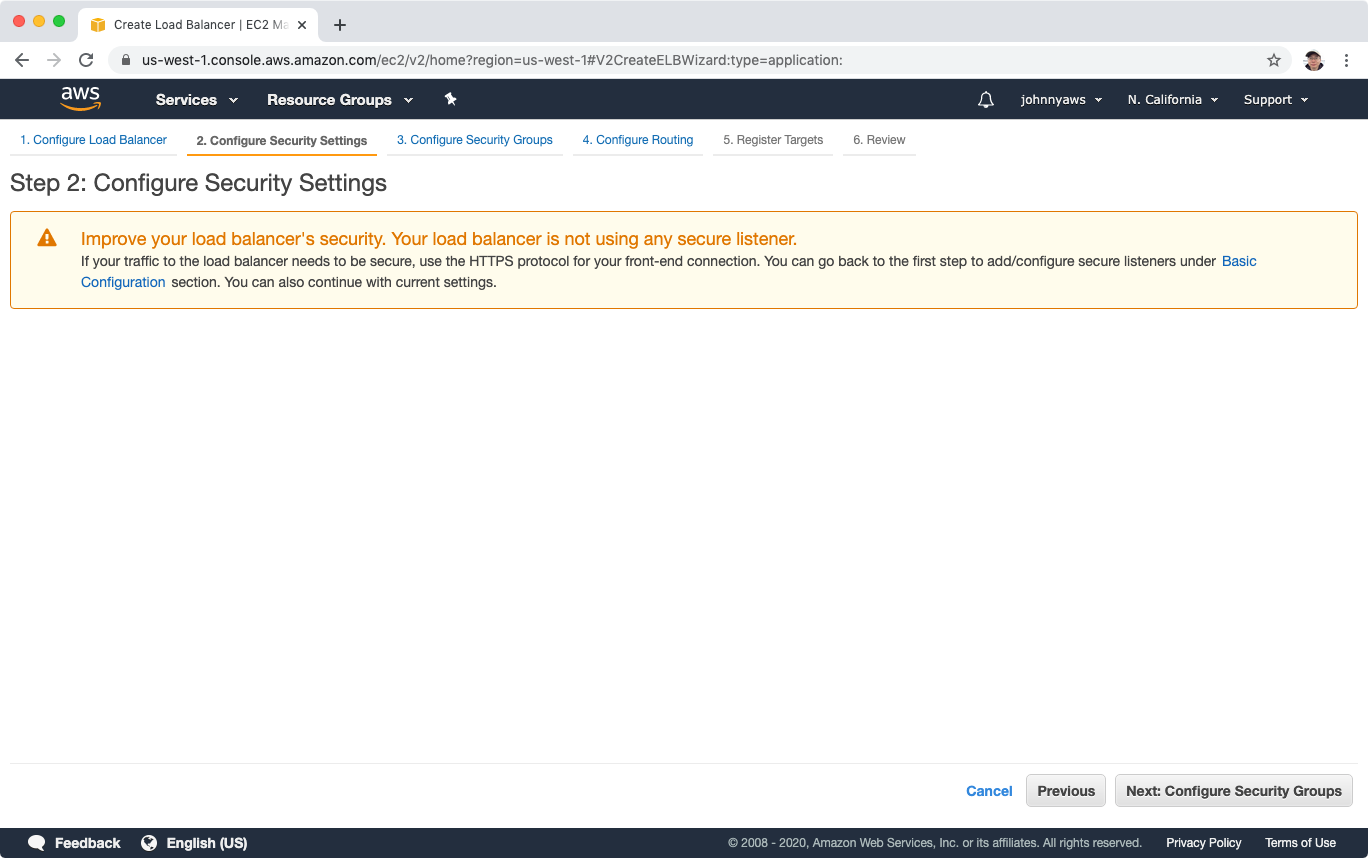 Create Load Balancer | EC2 Ma
us-west-1.console.aws.amazon.com/ec2/v2/home?region=us-west-1#V2CreateELBWizard:type=application:
aws Services Resource Groups johnnyaws N. California Support
1. Configure Load Balancer 2. Configure Security Settings 3. Configure Security Groups 4. Configure Routing 5. Register Targets 6. Review
Step 2: Configure Security Settings
Improve your load balancer's security. Your load balancer is not using any secure listener.
If your traffic to the load balancer needs to be secure, use the HTTPS protocol for your front-end connection. You can go back to the first step to add/configure secure listeners under Basic
Configuration section. You can also continue with current settings.
Cancel Previous Next: Configure Security Groups
Feedback English (US) © 2008 - 2020, Amazon Web Services, Inc. or its affiliates. All rights reserved. Privacy Policy Terms of Use